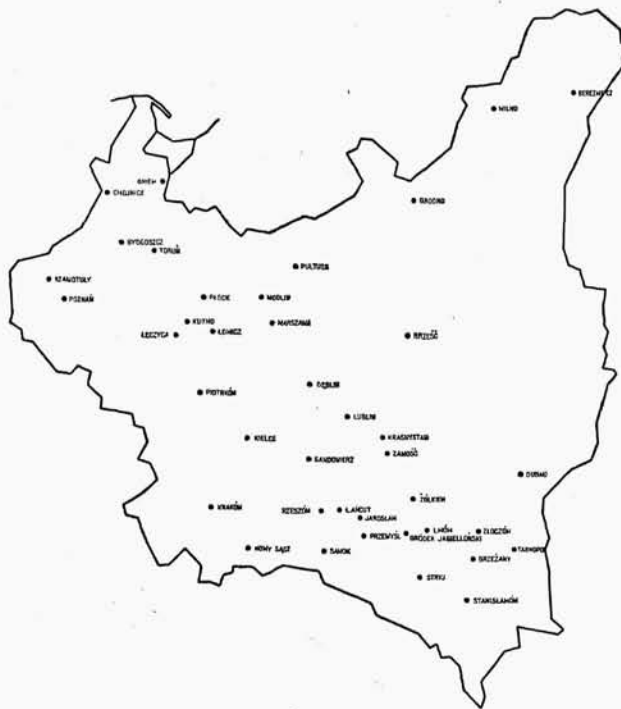 BEREZWECZ
WILNO
GNIEW
CHOJNICE
GRODNO
BYDGOSZCZ
TORUŃ
PUŁTUSK
SZAMOTUŁY
POZNAŃ
PŁOCK
MODLIN
KUTNO
WARSZAWA
ŁĘCZYCA
ŁOWICZ
BRZEŚĆ
DĘBLIN
PIOTRKÓW
LUBLIN
KIELCE
KRASNYSTAW
ZAMOŚĆ
SANDOMIERZ
DUBNO
ŻÓŁKIEW
KRAKÓW
RZESZÓW
ŁAŃCUT
JAROSŁAW
LWÓW
ZŁOCZÓW
PRZEMYŚL
GRÓDEK JAGIELLOŃSKI
NOWY SĄCZ
SANOK
TARNOPOL
BRZEŻANY
STRYJ
STANISŁAWÓW